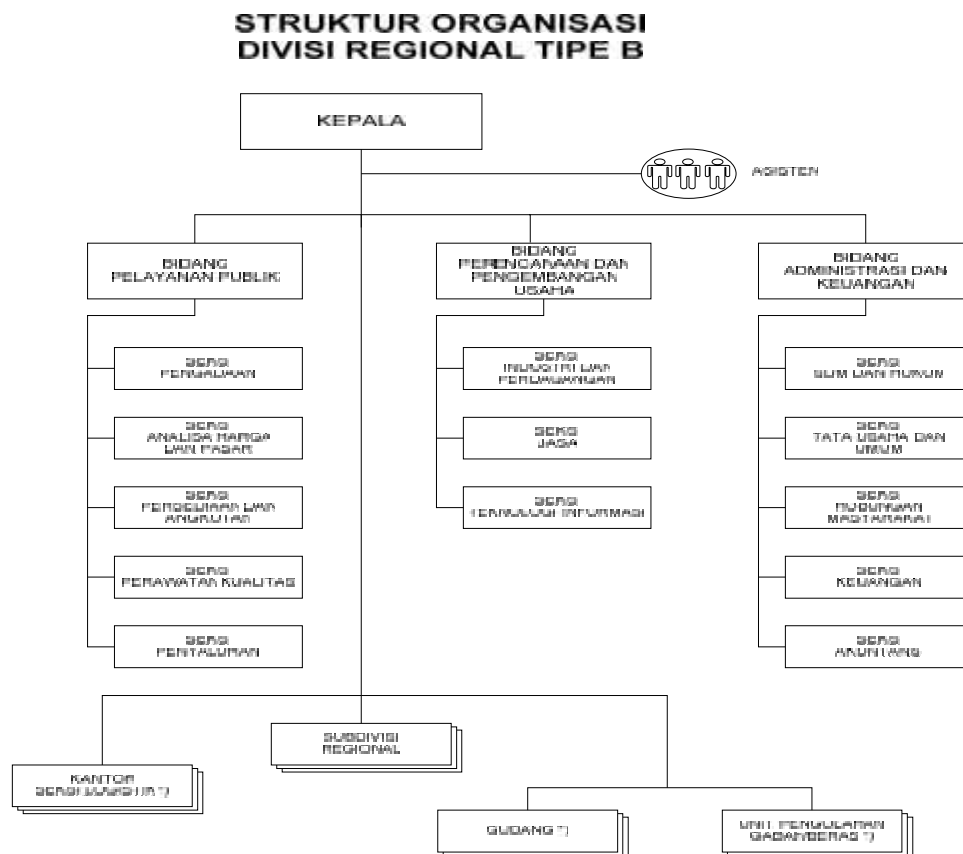 STRUKTUR ORGANISASI
DIVISI REGIONAL TIPE B
KEPALA
ASISTEN
BIDANG
PELAYANAN PUBLIK
BIDANG
PERENCANAAN DAN
PENGEMBANGAN
USAHA
BIDANG
ADMINISTRASI DAN
KEUANGAN
SEKSI
PENGADAAN
SEKSI
ANALISA HARGA
DAN PASAR
SEKSI
PERSEDIAAN DAN
ANGKUTAN
SEKSI
PERAWATAN KUALITAS
SEKSI
PENYALURAN
SEKSI
INDUSTRI DAN
PERDAGANGAN
SEKSI
JASA
SEKSI
TEKNOLOGI INFORMASI
SEKSI
SDM DAN HUKUM
SEKSI
TATA USAHA DAN
UMUM
SEKSI
HUBUNGAN
MASYARAKAT
SEKSI
KEUANGAN
SEKSI
AKUNTANSI
SUBDIVISI
REGIONAL
KANTOR
SEKSI LOGISTIK *)
GUDANG *)
UNIT PENGOLAHAN
GABAH/BERAS *)